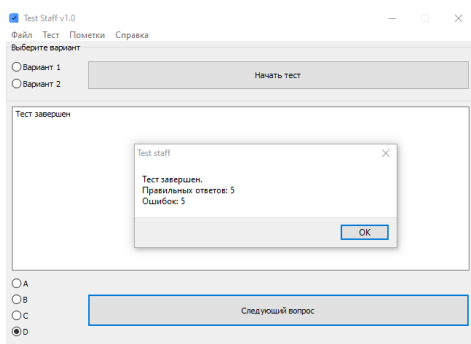 Test Staff v1.0
Файл Тест Пометки Справка
Выберите вариант
Вариант 1
Вариант 2
Начать тест
Тест завершен
Test staff
Тест завершен.
Правильных ответов: 5
Ошибок: 5
OK
A
B
C
D
Следующий вопрос